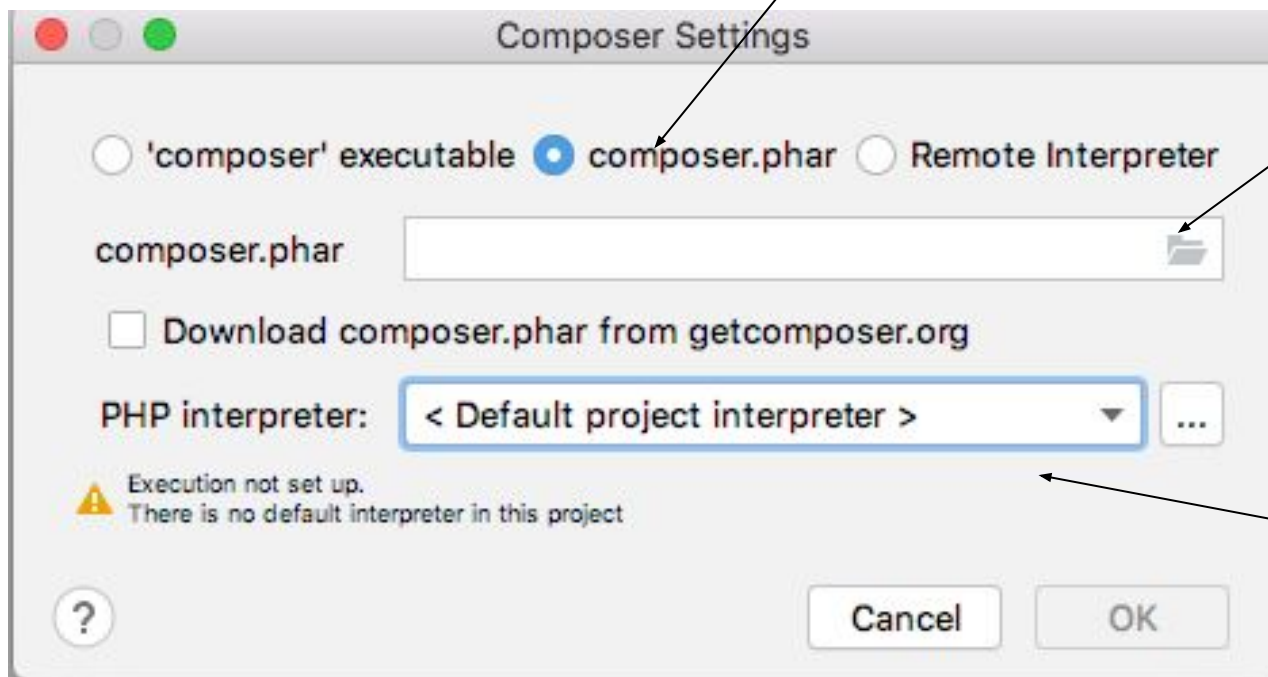 Composer Settings
'composer' executable composer.phar Remote Interpreter
composer.phar
Download composer.phar from getcomposer.org
PHP interpreter: < Default project interpreter > ...
Execution not set up.
There is no default interpreter in this project
? Cancel OK